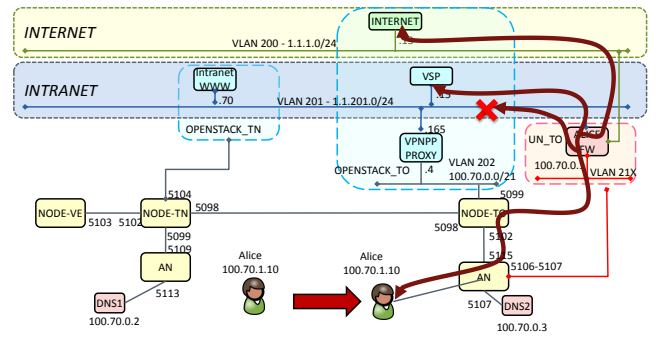 INTERNET
INTERNET
.15
VLAN 200 - 1.1.1.0/24
INTRANET
Intranet
WWW
.70
VSP
.15
VLAN 201 - 1.1.201.0/24
OPENSTACK_TN
.165
VPNPP
PROXY
.4
OPENSTACK_TO
VLAN 202
100.70.0.0/21
UN_TO
ALICE
FW
100.70.0.
VLAN 21X
5104
5099
NODE-VE
5103
5102
NODE-TN
5098
5098
NODE-TO
5099
5109
5102
5115
AN
5113
AN
5106-5107
5107
DNS1
100.70.0.2
Alice
100.70.1.10
Alice
100.70.1.10
DNS2
100.70.0.3